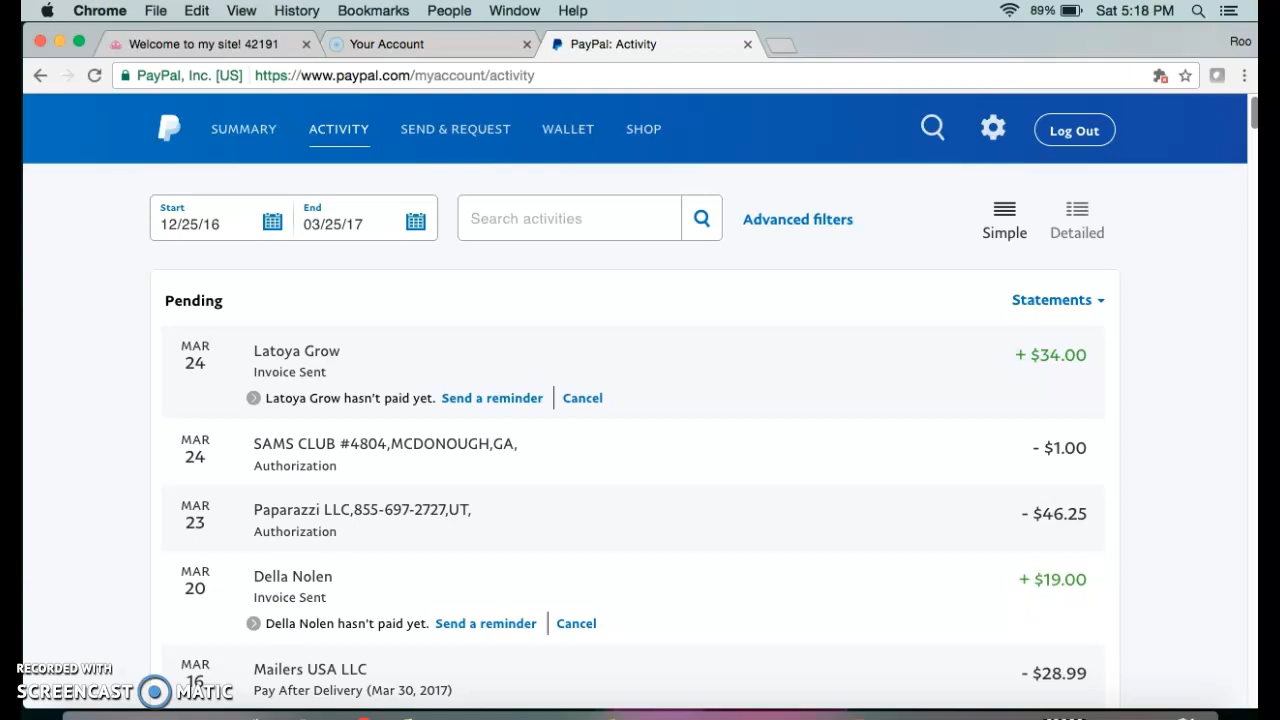 Chrome File Edit View History Bookmarks People Window Help 89% Sat 5:18 PM
Welcome to my site! 42191 Your Account PayPal: Activity Roo
PayPal, Inc. [US] https://www.paypal.com/myaccount/activity
SUMMARY ACTIVITY SEND & REQUEST WALLET SHOP Log Out
Start End
12/25/16 03/25/17 Search activities Advanced filters Simple Detailed
Pending Statements
MAR 24 Latoya Grow + $34.00
Invoice Sent
Latoya Grow hasn't paid yet. Send a reminder Cancel
MAR 24 SAMS CLUB #4804,MCDONOUGH,GA, - $1.00
Authorization
MAR 23 Paparazzi LLC,855-697-2727,UT, - $46.25
Authorization
MAR 20 Della Nolen + $19.00
Invoice Sent
Della Nolen hasn't paid yet. Send a reminder Cancel
MAR 16 Mailers USA LLC - $28.99
Pay After Delivery (Mar 30, 2017)
RECORDED WITH
SCREENCAST MATIC